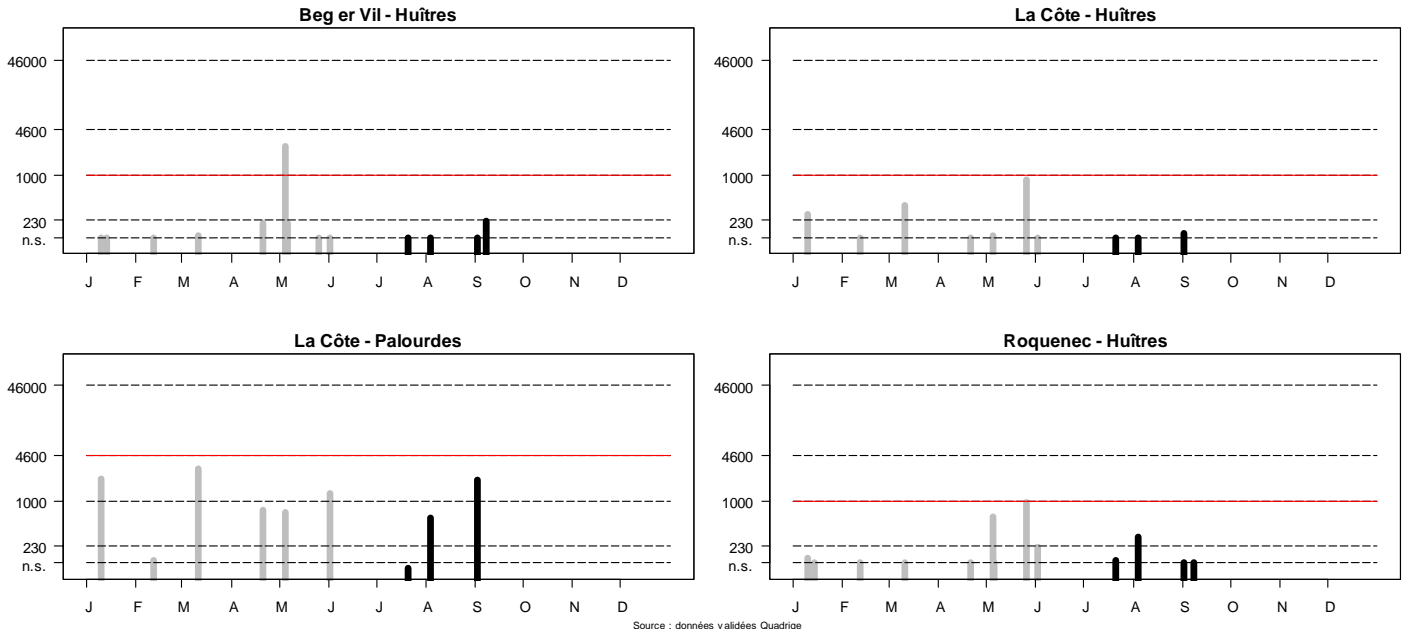 Beg er Vil - Huîtres
46000
4600
1000
230
n.s.
J F M A M J J A S O N D
La Côte - Huîtres
46000
4600
1000
230
n.s.
J F M A M J J A S O N D
La Côte - Palourdes
46000
4600
1000
230
n.s.
J F M A M J J A S O N D
Roquenec - Huîtres
46000
4600
1000
230
n.s.
J F M A M J J A S O N D
Source : données validées Quadrige